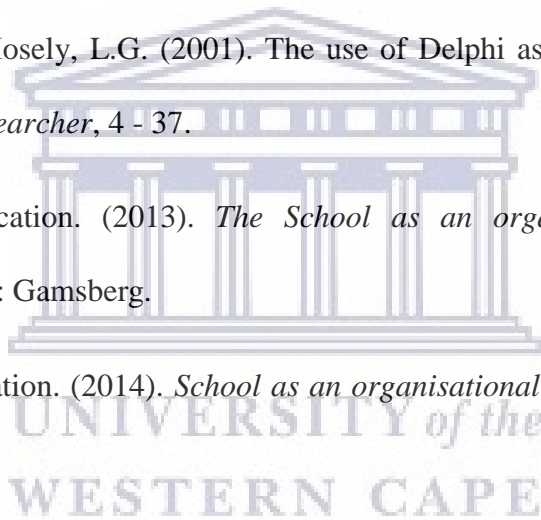 Mosely, L.G. (2001). The use of Delphi as
earcher, 4 - 37.
cation. (2013). The School as an orga
: Gamsberg.
ation. (2014). School as an organisational
UNIVERSITY of the
WESTERN CAPE